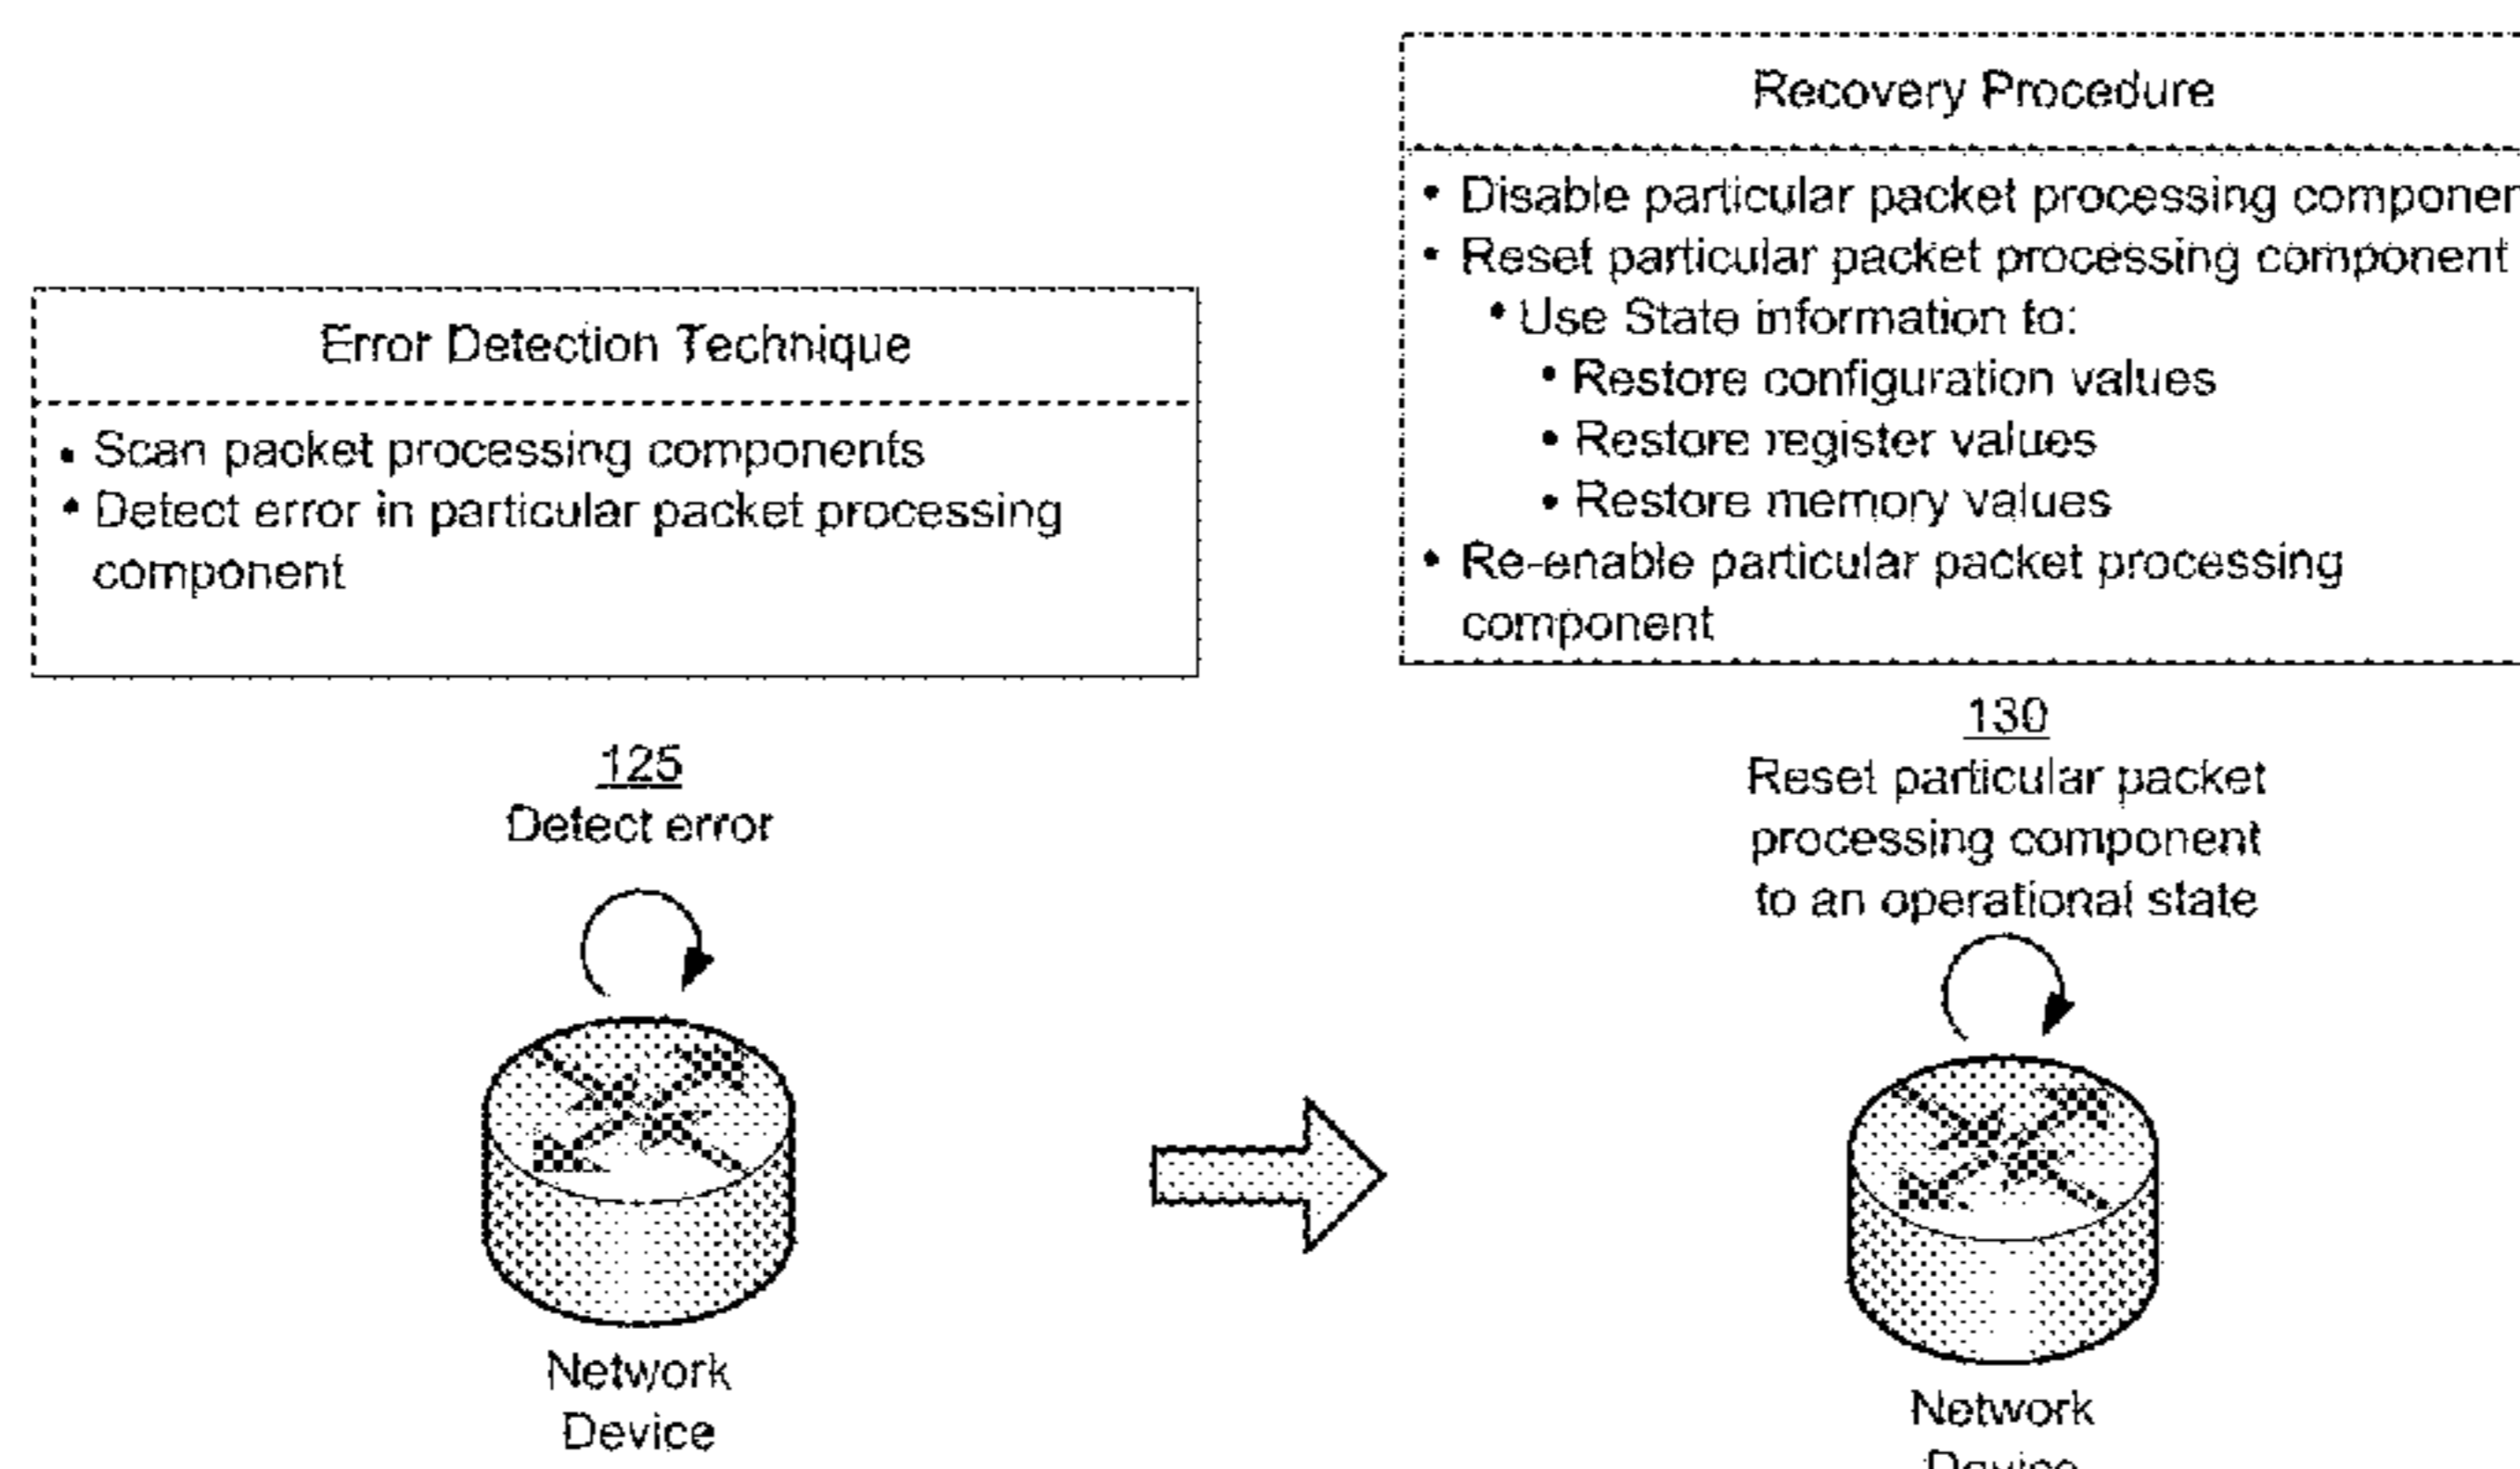 Error Detection Technique
• Scan packet processing components
• Detect error in particular packet processing
component
125
Detect error
Network
Device
Recovery Procedure
• Disable particular packet processing
• Reset particular packet processing component
• Use State information to:
• Restore configuration values
• Restore register values
• Restore memory values
• Re-enable particular packet processing
component
130
Reset particular packet
processing component
to an operational state
Network
Device